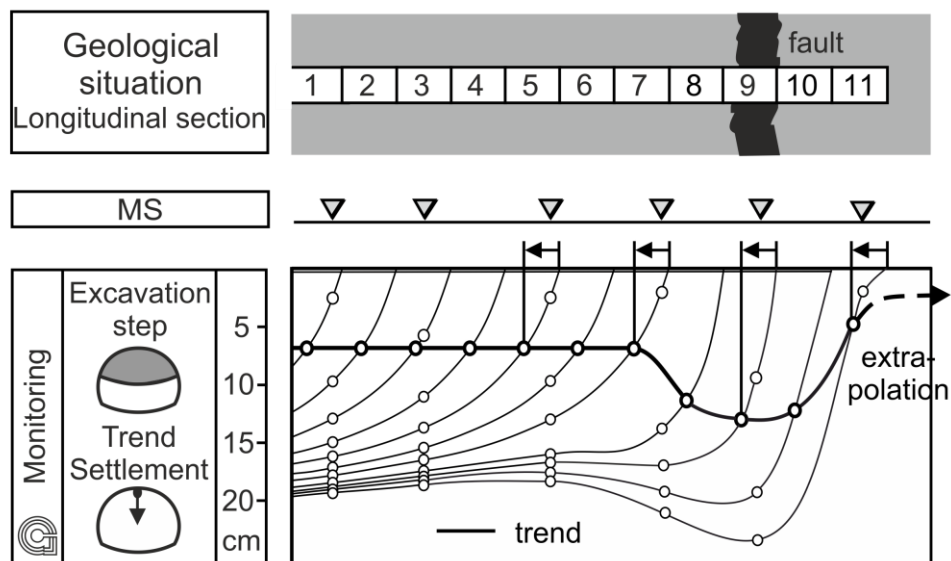 Geological
situation
Longitudinal section
fault
1 2 3 4 5 6 7 8 9 10 11
MS
Monitoring
Excavation
step
Trend
Settlement
5
10
15
20
cm
extra-
polation
trend